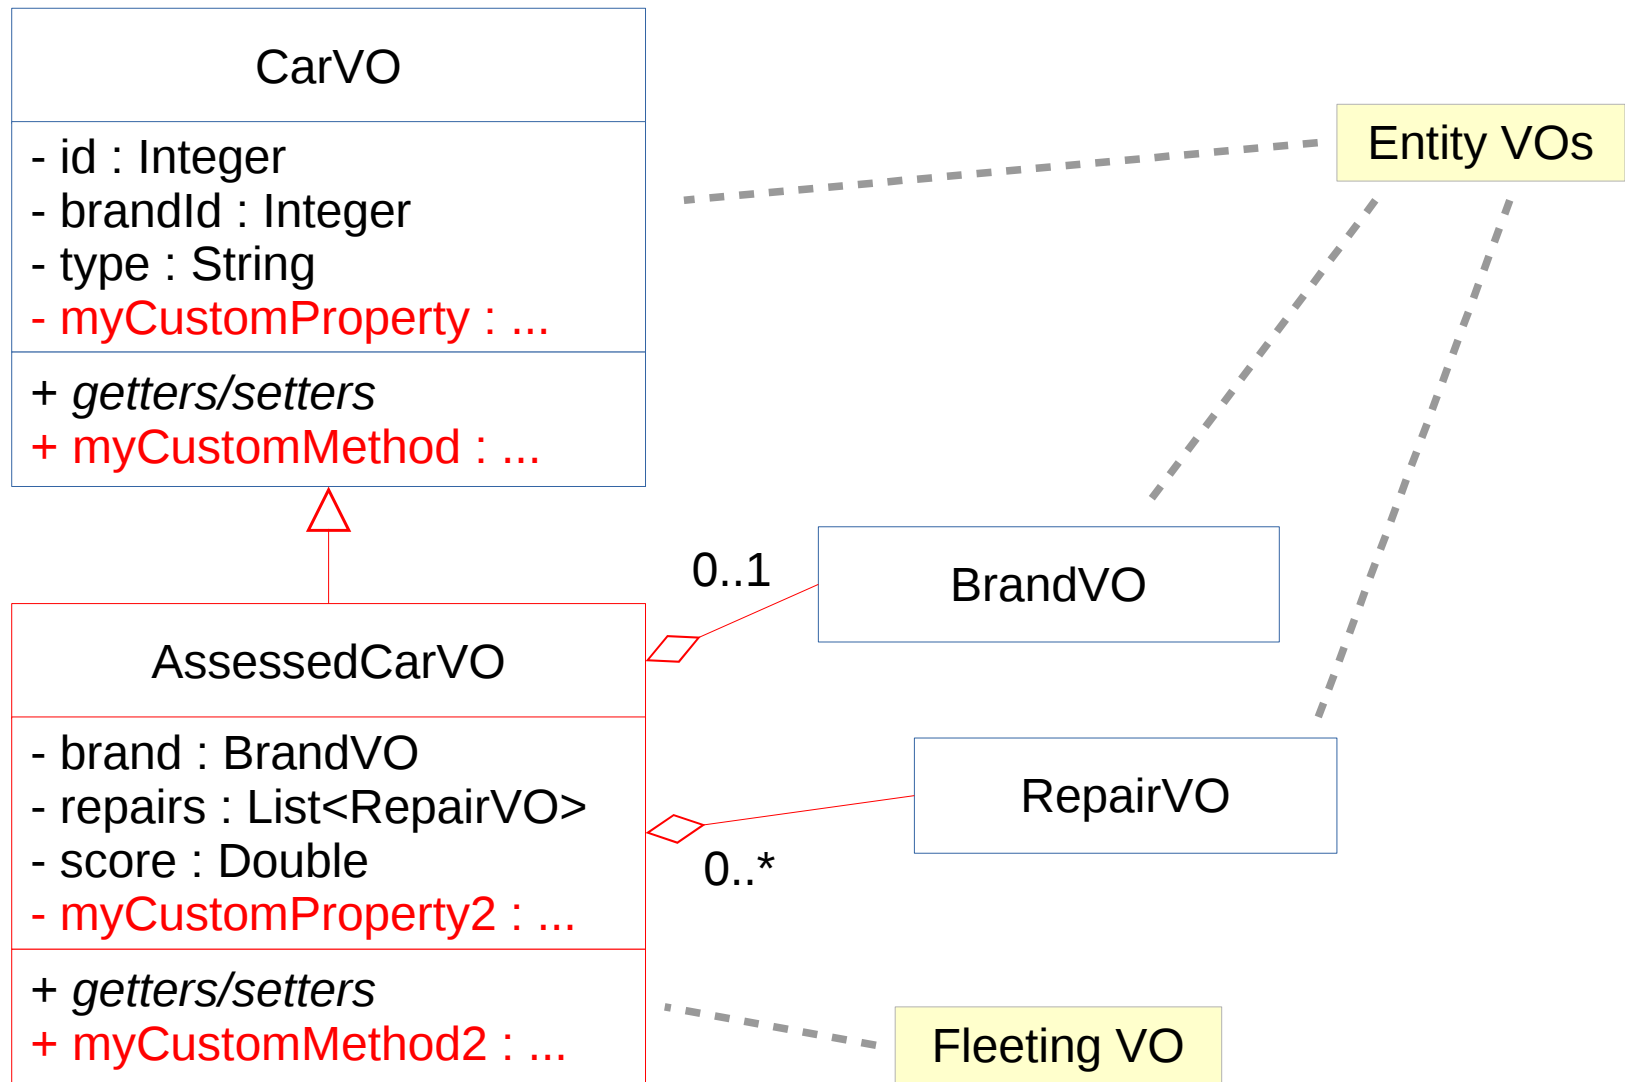 CarVO
- id : Integer
- brandId : Integer
- type : String
- myCustomProperty : ...
+ getters/setters
+ myCustomMethod : ...
Entity VOs
0..1
BrandVO
AssessedCarVO
- brand : BrandVO
- repairs : List<RepairVO>
- score : Double
- myCustomProperty2 : ...
+ getters/setters
+ myCustomMethod2 : ...
RepairVO
0..*
Fleeting VO